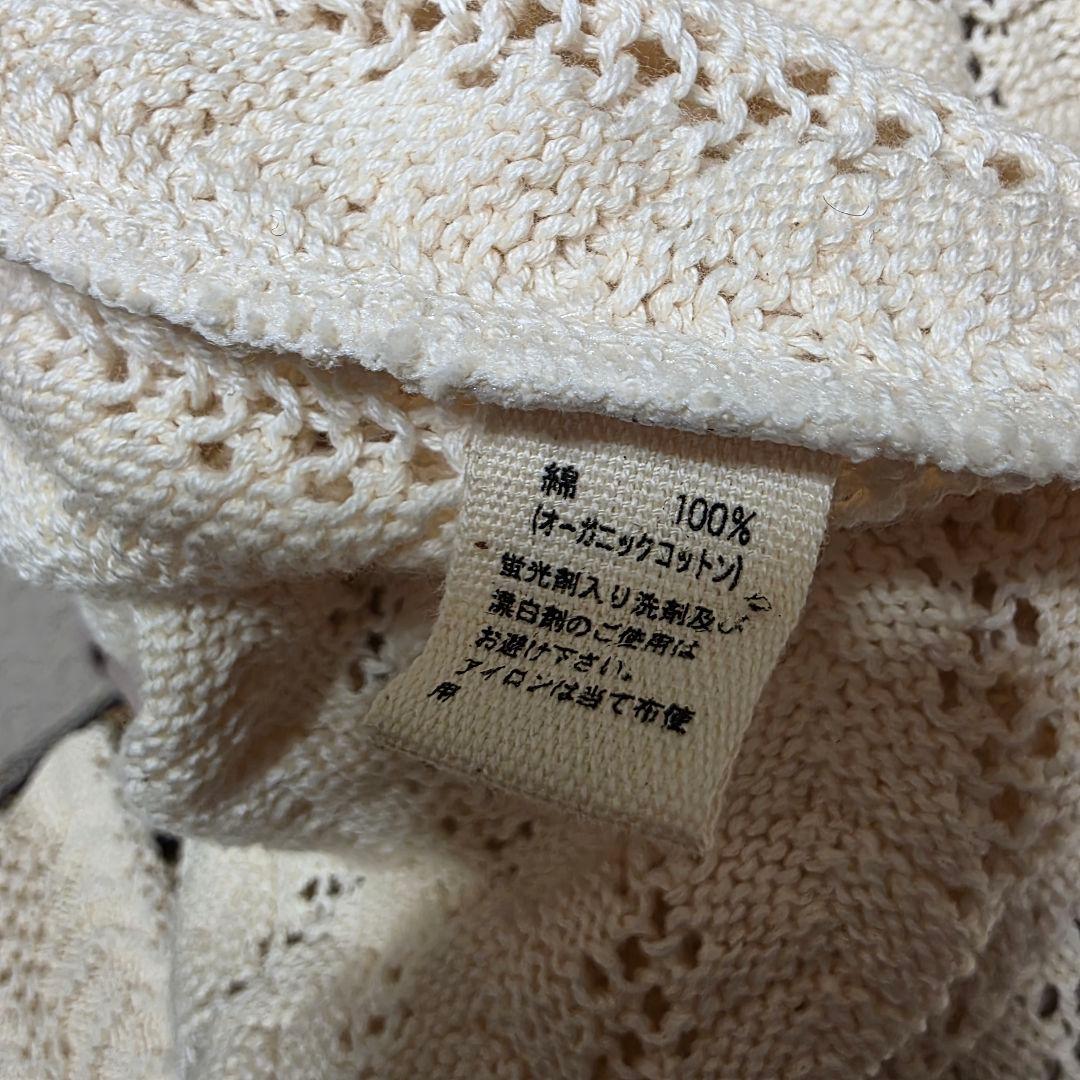 綿 100%
(オーガニックコットン)
蛍光剤入り洗剤及び
漂白剤のご使用は
お避け下さい。
アイロンは当て布使
用